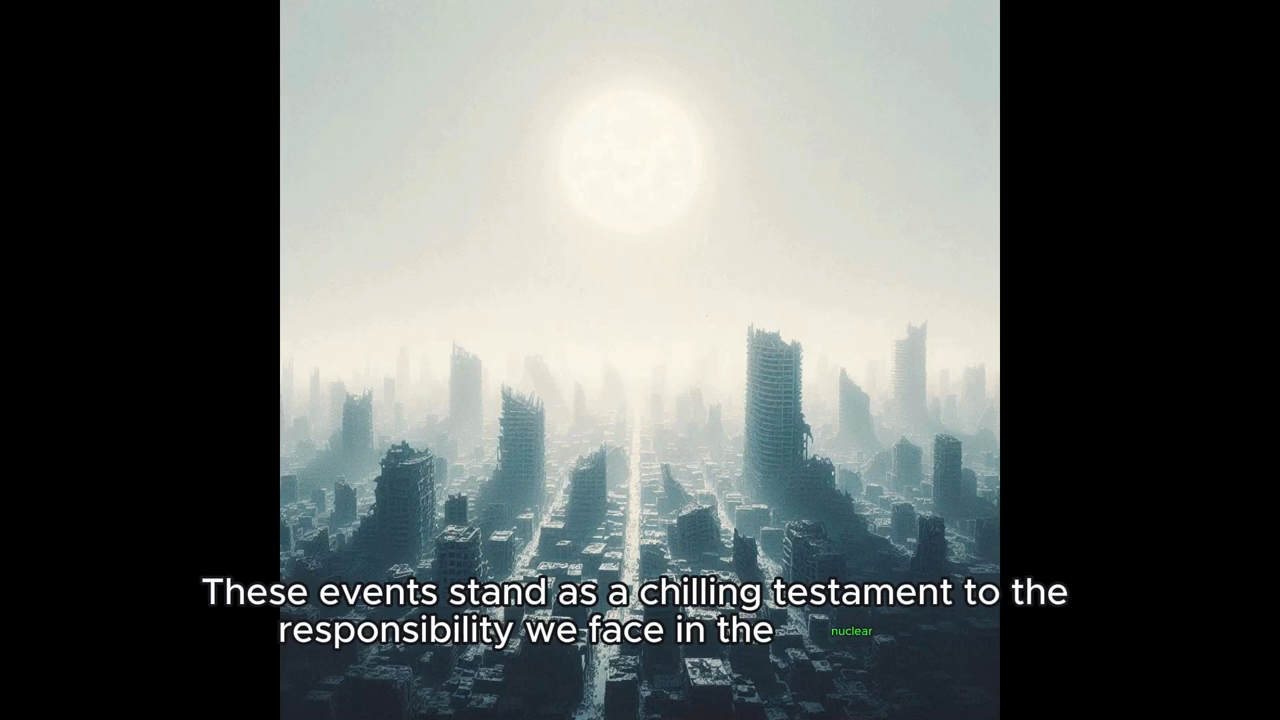 These events stand as a chilling testament to the
responsibility we face in the nuclear